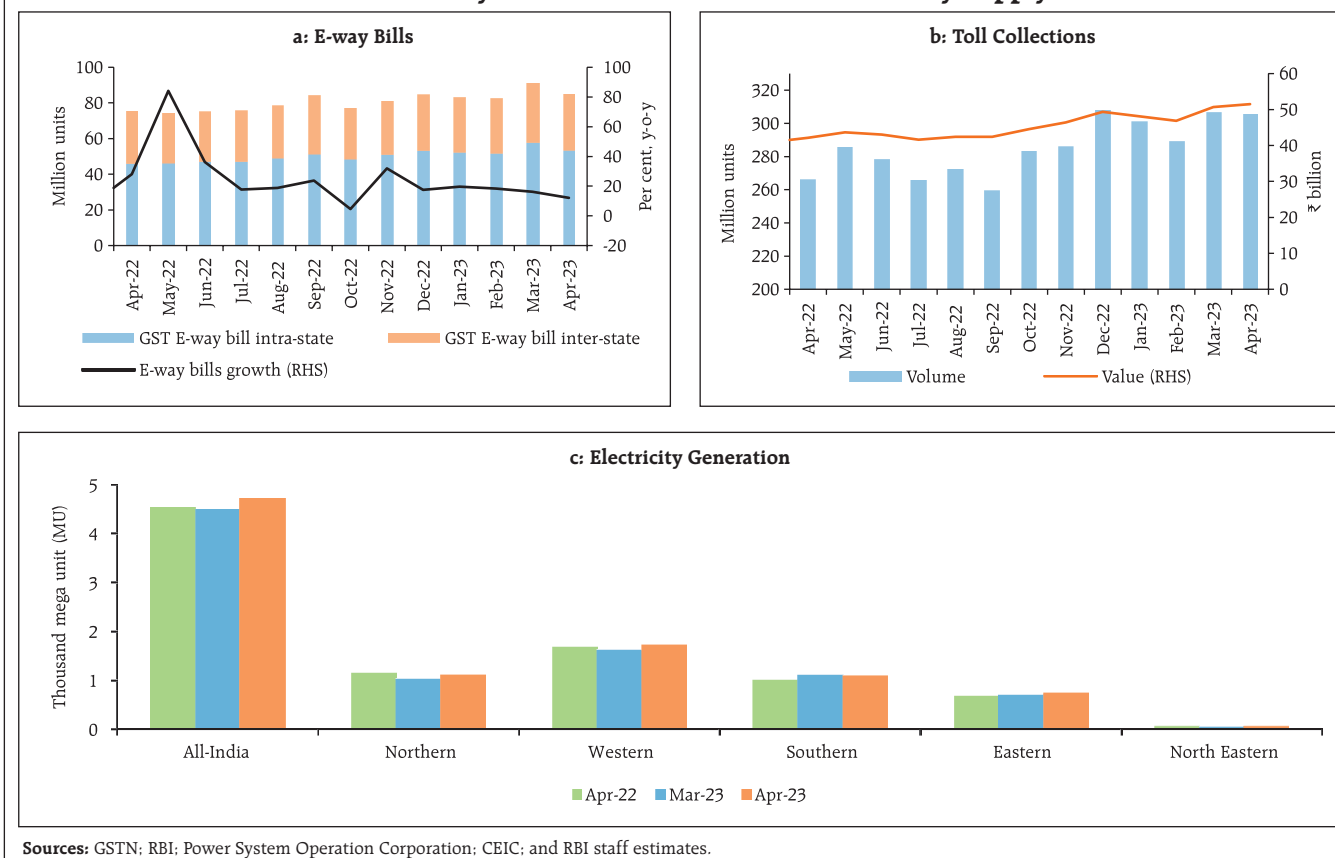 a: E-way Bills
100
80
60
40
20
0
Million units
100
80
60
40
20
0
-20
Per cent, y-o-y
Apr-22
May-22
Jun-22
Jul-22
Aug-22
Sep-22
Oct-22
Nov-22
Dec-22
Jan-23
Feb-23
Mar-23
Apr-23
GST E-way bill intra-state
GST E-way bill inter-state
E-way bills growth (RHS)
b: Toll Collections
320
300
280
260
240
220
200
Million units
60
50
40
30
20
10
0
₹ billion
Apr-22
May-22
Jun-22
Jul-22
Aug-22
Sep-22
Oct-22
Nov-22
Dec-22
Jan-23
Feb-23
Mar-23
Apr-23
Volume
Value (RHS)
c: Electricity Generation
5
4
3
2
1
0
Thousand mega unit (MU)
All-India
Northern
Western
Southern
Eastern
North Eastern
Apr-22
Mar-23
Apr-23
Sources: GSTN; RBI; Power System Operation Corporation; CEIC; and RBI staff estimates.